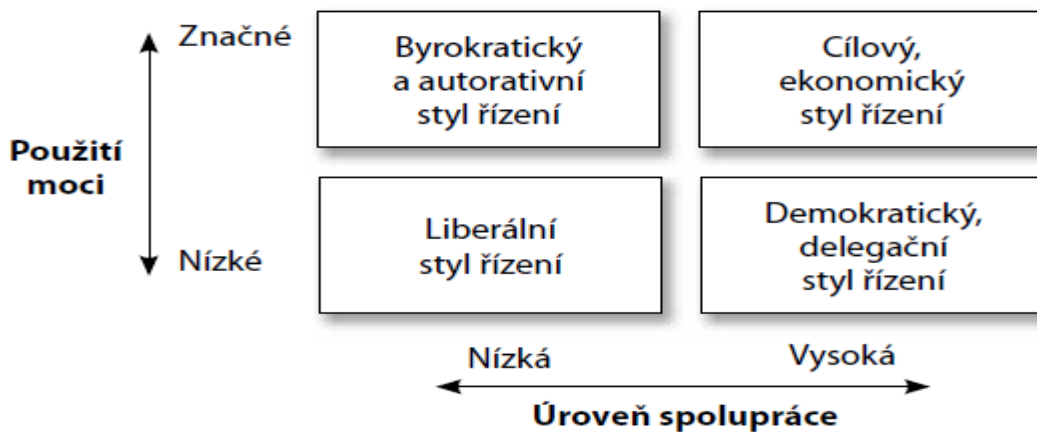 Značné
Byrokratický
a autorativní
styl řízení
Cílový,
ekonomický
styl řízení
Použití
moci
Nízké
Liberální
styl řízení
Demokratický,
delegační
styl řízení
Nízká
Vysoká
Úroveň spolupráce